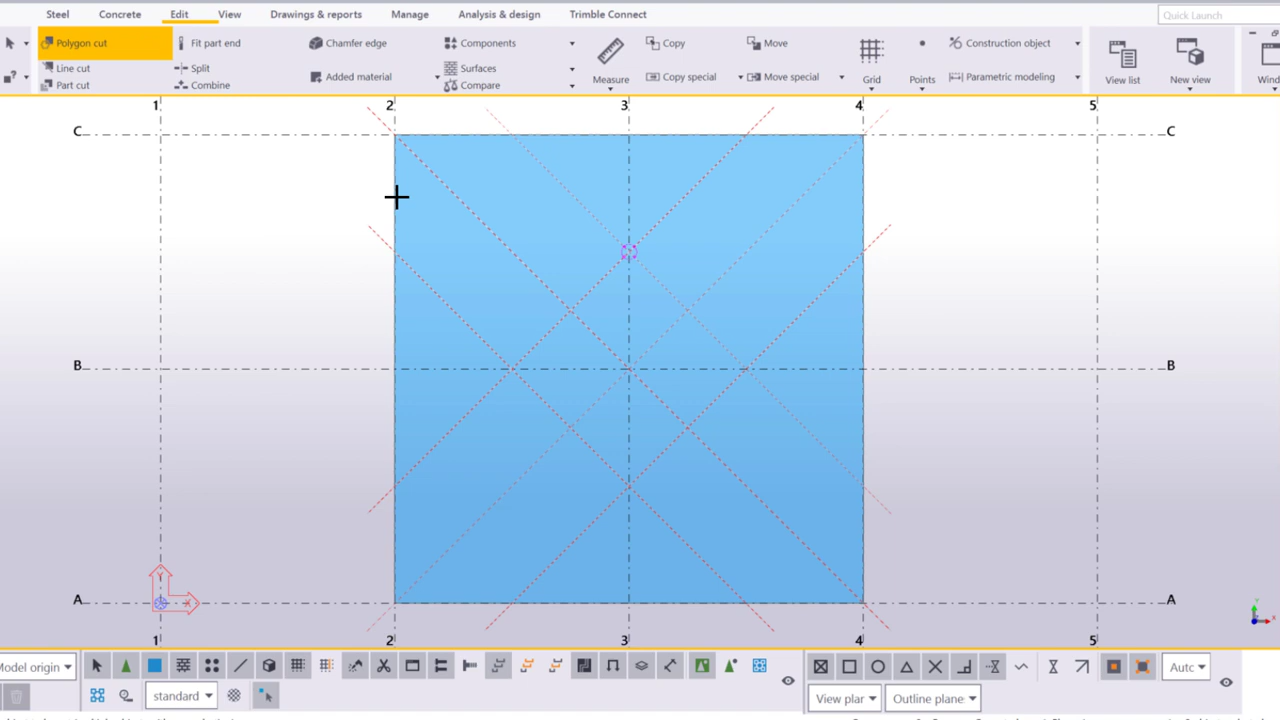 Steel Concrete Edit View Drawings & reports Manage Analysis & design Trimble Connect Quick Launch
Polygon cut Fit part end Chamfer edge Components Copy Move Construction object
Line cut Split Surfaces
Added material Measure Copy special Move special Grid Points Parametric modeling View list New view Wind
Part cut Combine Compare
1 2 3 4 5
C C
B B
Y
X
A A
1 2 3 4 5
Model origin Autc
standard View plar Outline plane